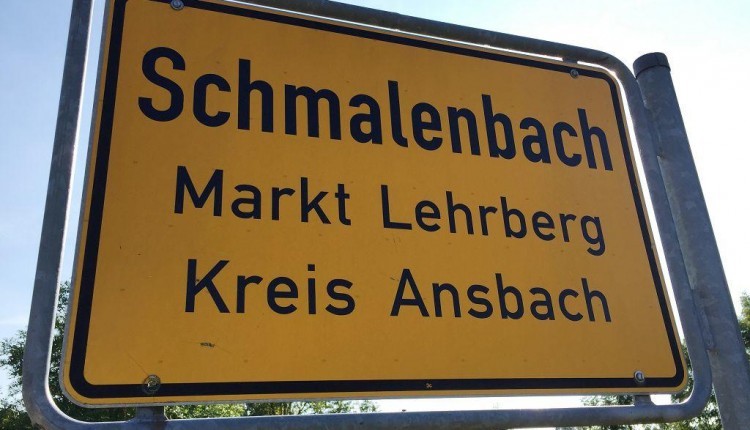 Schmalenbach
Markt Lehrberg
Kreis Ansbach